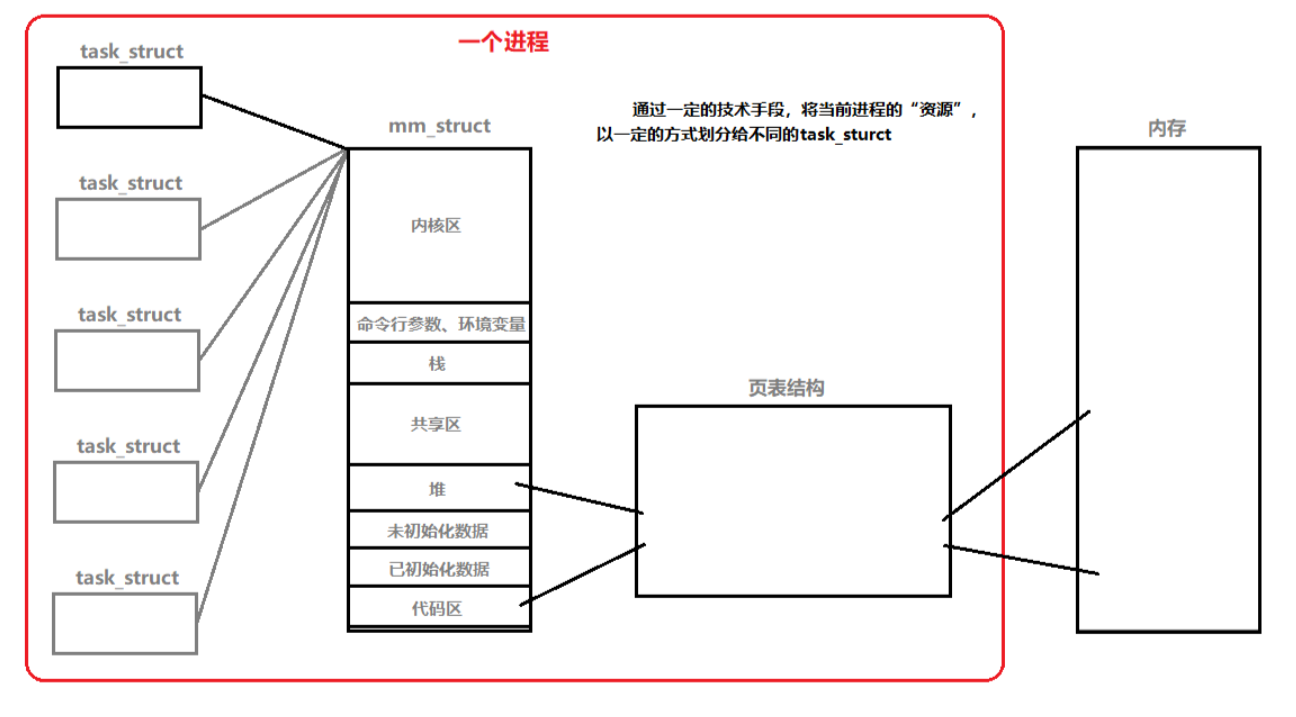 一个进程
task_struct
mm_struct
通过一定的技术手段，将当前进程的“资源”，
以一定的方式划分给不同的task_sturct
内存
task_struct
内核区
task_struct
命令行参数、环境变量
栈
页表结构
共享区
task_struct
堆
未初始化数据
已初始化数据
task_struct
代码区